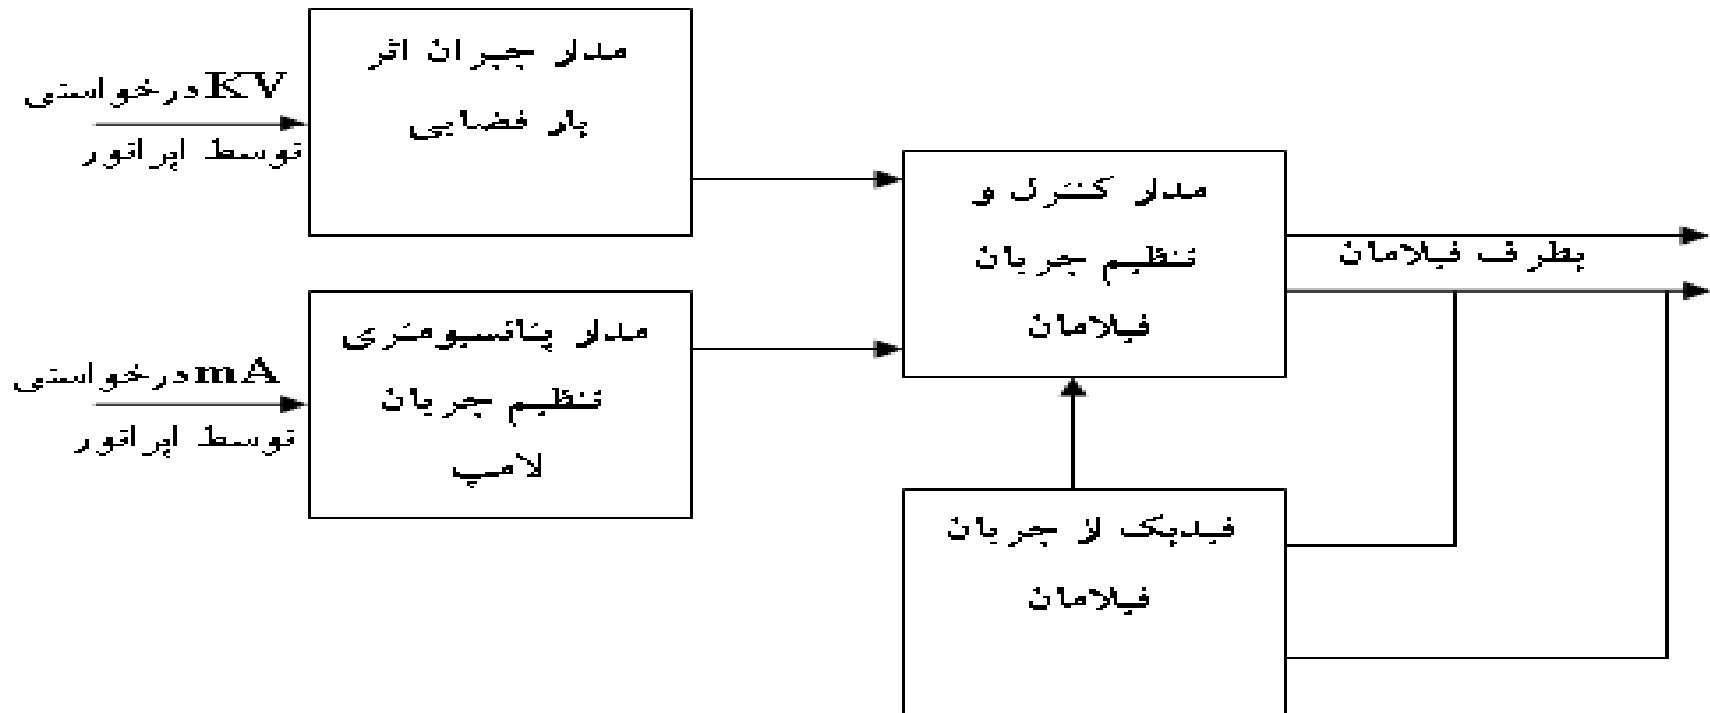 KV درخواستی
توسط اپراتور
مدار جبران اثر
بار فضایی
mA درخواستی
توسط اپراتور
مدار پتانسیومتری
تنظیم جریان
لامپ
مدار کنترل و
تنظیم جریان
فیلامان
بطرف فیلامان
فیدبک از جریان
فیلامان